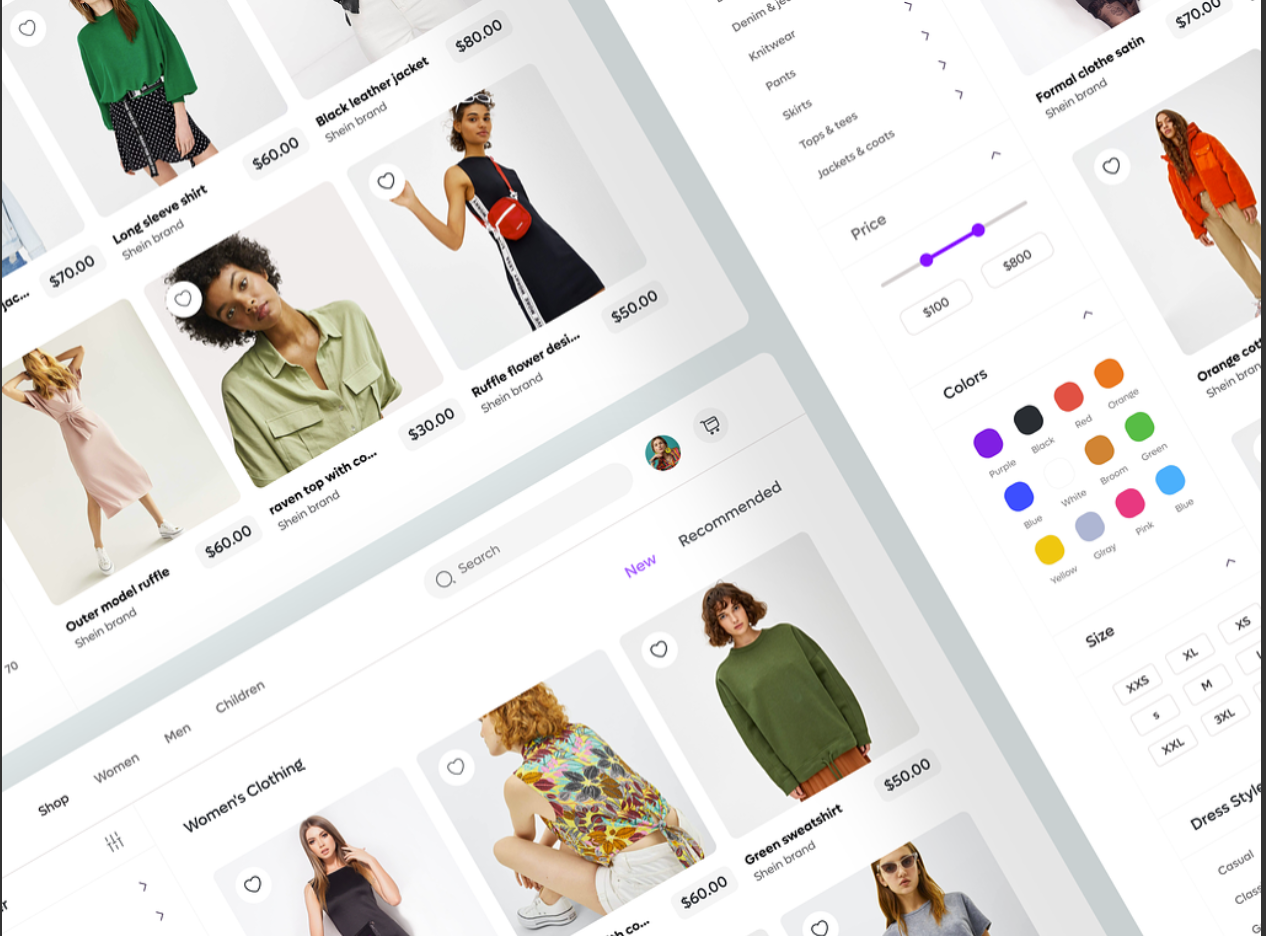 $80.00
Black leather jacket
Shein brand
$60.00
Long sleeve shirt
Shein brand
$70.00
jac...
$50.00
Ruffle flower desi...
Shein brand
$30.00
raven top with co...
Shein brand
$60.00
Outer model ruffle
Shein brand
70
Search
Shop
Women
Men
Children
New
Recommended
Women's Clothing
$50.00
Green sweatshirt
Shein brand
$60.00
th co...
Denim & je
Knitwear
Pants
Skirts
Tops & tees
Jackets & coats
Price
$100
$800
Colors
Purple
Black
Red
Orange
Blue
White
Broom
Green
Yellow
Glray
Pink
Blue
Size
XXS
XL
XS
s
M
XXL
3XL
Dress Style
Casual
Class
$70.00
Formal clothe satin
Shein brand
Orange cott
Shein bran